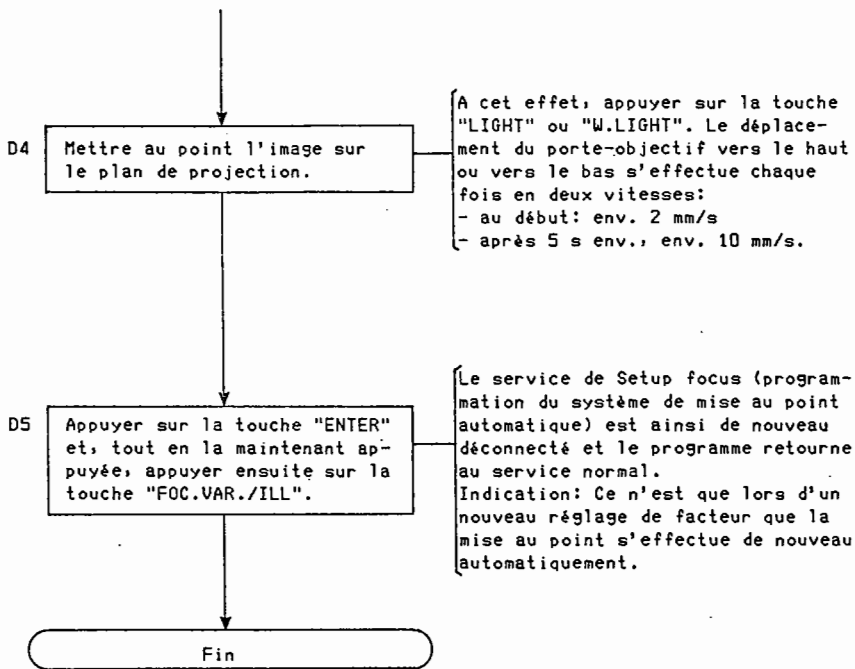 D4
Mettre au point l'image sur
le plan de projection.
A cet effet, appuyer sur la touche
"LIGHT" ou "W.LIGHT". Le déplace-
ment du porte-objectif vers le haut
ou vers le bas s'effectue chaque
fois en deux vitesses:
- au début: env. 2 mm/s
- après 5 s env., env. 10 mm/s.
D5
Appuyer sur la touche "ENTER"
et, tout en la maintenant ap-
puyée, appuyer ensuite sur la
touche "FOC.VAR./ILL".
Le service de Setup focus (program-
mation du système de mise au point
automatique) est ainsi de nouveau
déconnecté et le programme retourne
au service normal.
Indication: Ce n'est que lors d'un
nouveau réglage de facteur que la
mise au point s'effectue de nouveau
automatiquement.
Fin